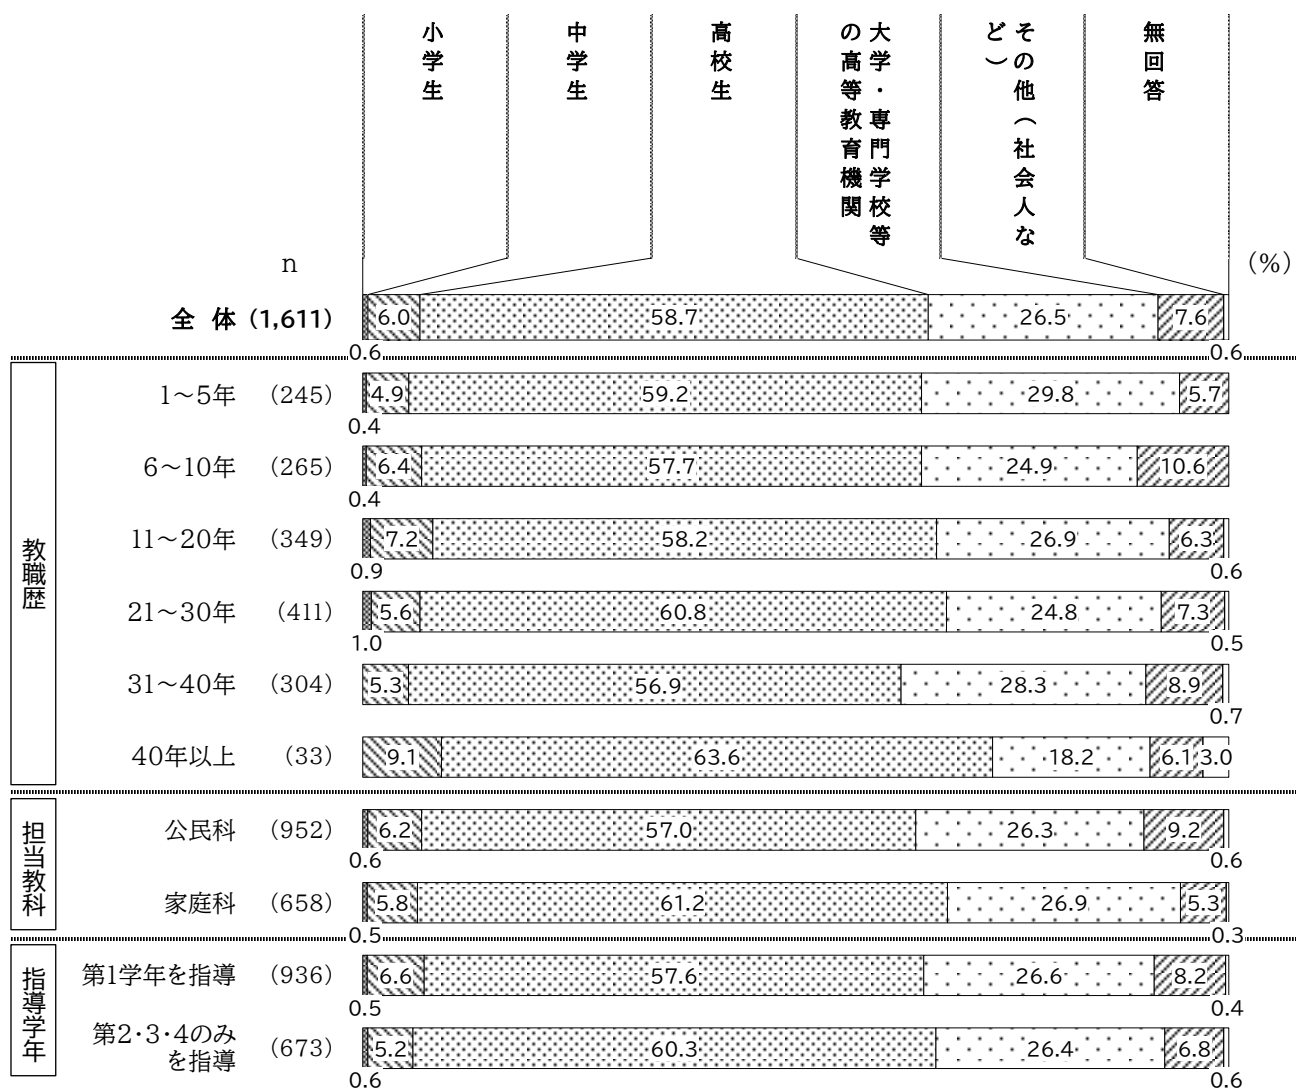 小学生
中学生
高校生
大学・専門学校等
の高等教育機関
その他（社会人な
ど）
無回答
n
(%)
全 体 (1,611) 6.0 58.7 26.5 7.6
0.6 0.6
教職歴
1～5年 (245) 4.9 59.2 29.8 5.7
0.4
6～10年 (265) 6.4 57.7 24.9 10.6
0.4
11～20年 (349) 7.2 58.2 26.9 6.3
0.9 0.6
21～30年 (411) 5.6 60.8 24.8 7.3
1.0 0.5
31～40年 (304) 5.3 56.9 28.3 8.9
0.7
40年以上 (33) 9.1 63.6 18.2 6.1 3.0
担当教科
公民科 (952) 6.2 57.0 26.3 9.2
0.6 0.6
家庭科 (658) 5.8 61.2 26.9 5.3
0.5 0.3
指導学年
第1学年を指導 (936) 6.6 57.6 26.6 8.2
0.5 0.4
第2・3・4のみ
を指導 (673) 5.2 60.3 26.4 6.8
0.6 0.6